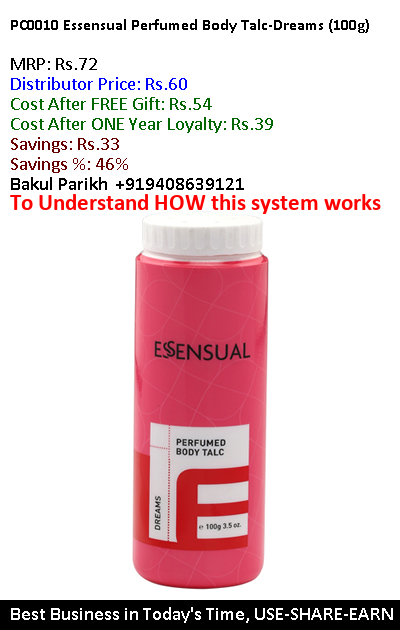 PC0010 Essensual Perfumed Body Talc-Dreams (100g)
MRP: Rs.72
Distributor Price: Rs.60
Cost After FREE Gift: Rs.54
Cost After ONE Year Loyalty: Rs.39
Savings: Rs.33
Savings %: 46%
Bakul Parikh +919408639121
To Understand HOW this system works
ESSENSUAL
PERFUMED
BODY TALC
DREAMS
e 100g 3.5 oz.
Best Business in Today's Time, USE-SHARE-EARN